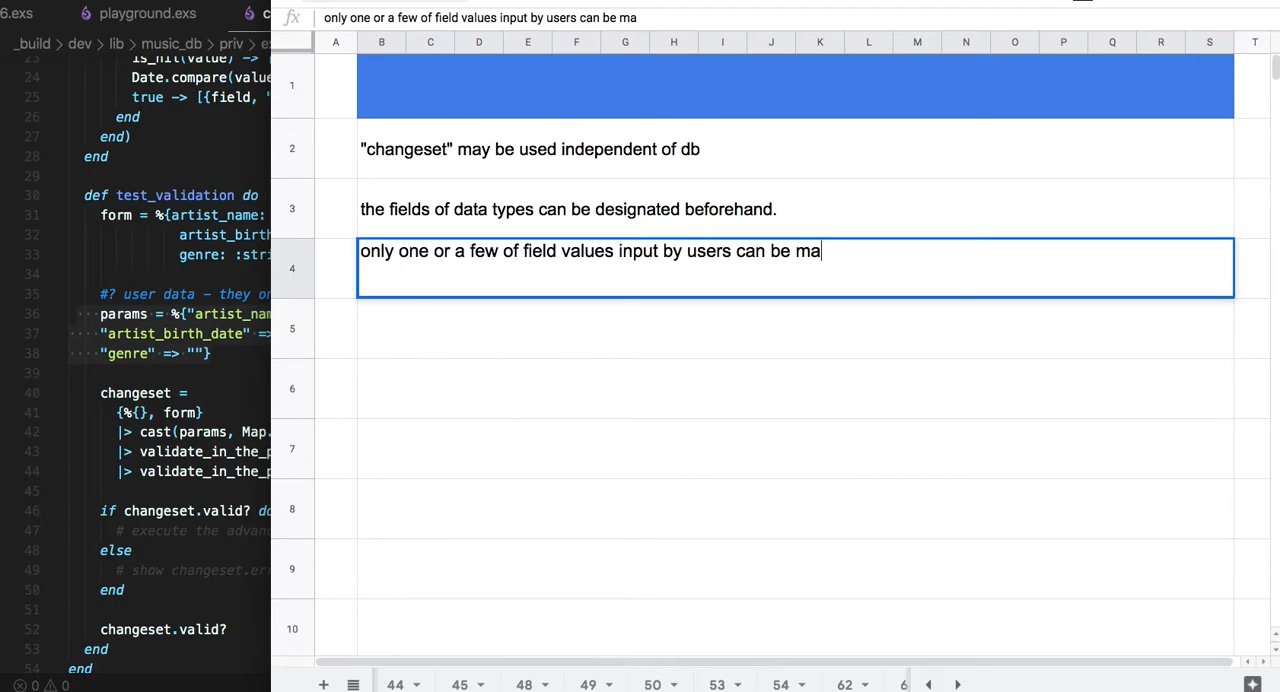 6.exs playground.exs
_build > dev > lib > music_db > priv >
23 is_nil(value) ->
24 Date.compare(value
25 true -> [{field, "
26 end
27 end)
28 end
29
30 def test_validation do
31 form = %{artist_name:
32 artist_birth
33 genre: :stri
34
35 #? user data – they on
36 params = %{"artist_nam
37 "artist_birth_date" =>
38 "genre" => ""}
39
40 changeset =
41 {%{}, form}
42 |> cast(params, Map.
43 |> validate_in_the_p
44 |> validate_in_the_p
45
46 if changeset.valid? do
47 # execute the advan
48 else
49 # show changeset.er
50 end
51
52 changeset.valid?
53 end
54 end
0 0
fx only one or a few of field values input by users can be ma
A B C D E F G H I J K L M N O P Q R S T
1
2 "changeset" may be used independent of db
3 the fields of data types can be designated beforehand.
4 only one or a few of field values input by users can be ma
5
6
7
8
9
10
+ 44 45 48 49 50 53 54 62 6